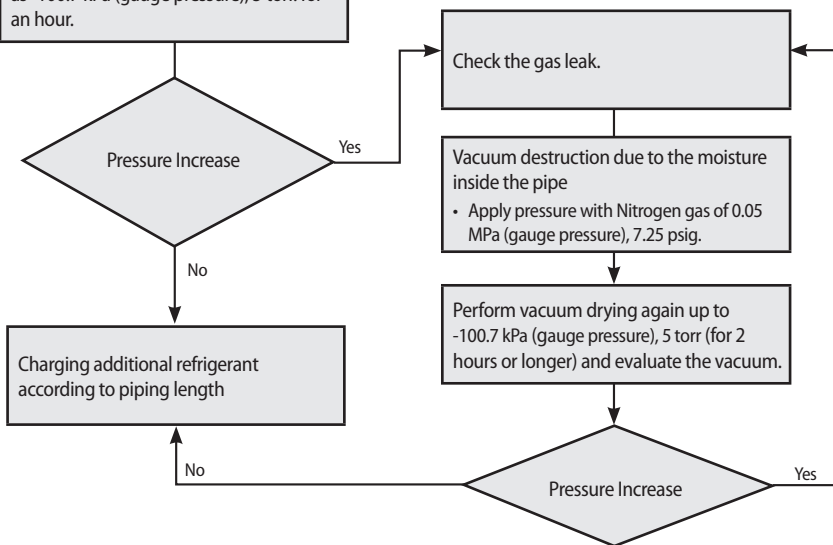 an hour.
Pressure Increase
Yes
No
Charging additional refrigerant
according to piping length
Check the gas leak.
Vacuum destruction due to the moisture
inside the pipe
• Apply pressure with Nitrogen gas of 0.05
MPa (gauge pressure), 7.25 psig.
Perform vacuum drying again up to
-100.7 kPa (gauge pressure), 5 torr (for 2
hours or longer) and evaluate the vacuum.
Pressure Increase
Yes
No